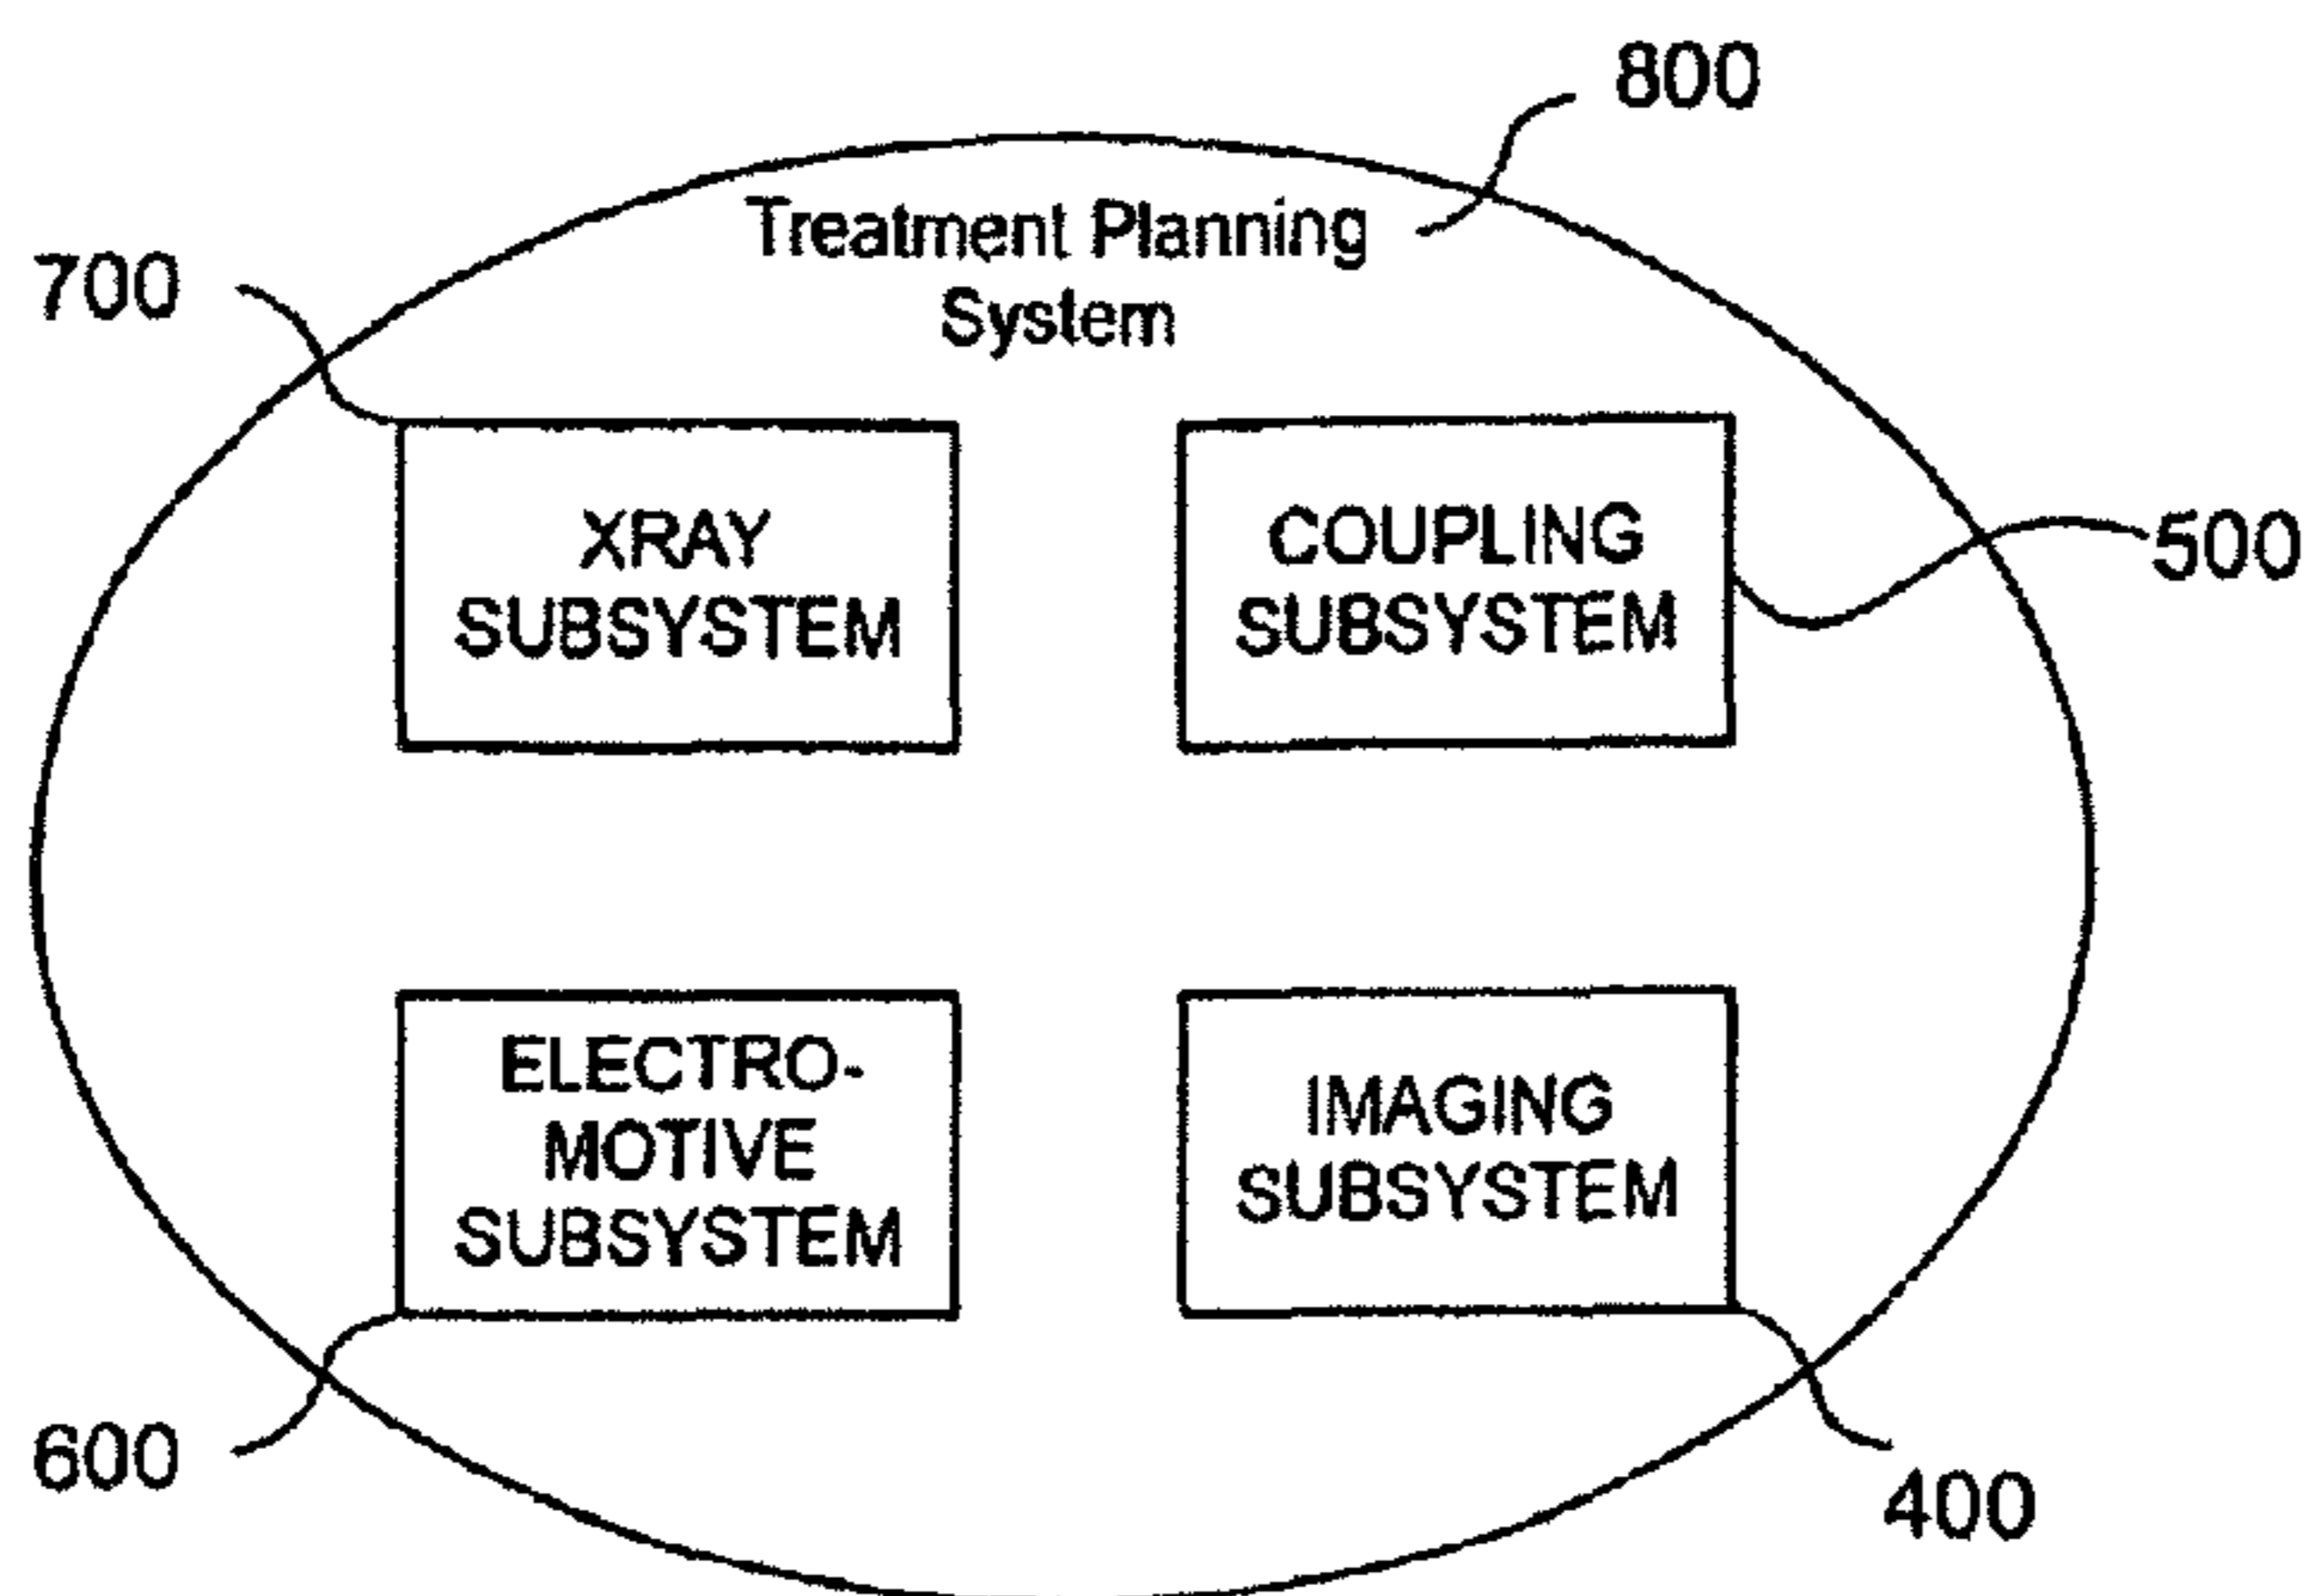 800
Treatment Planning
System
700
XRAY
SUBSYSTEM
COUPLING
SUBSYSTEM
500
ELECTRO-
MOTIVE
SUBSYSTEM
IMAGING
SUBSYSTEM
600
400